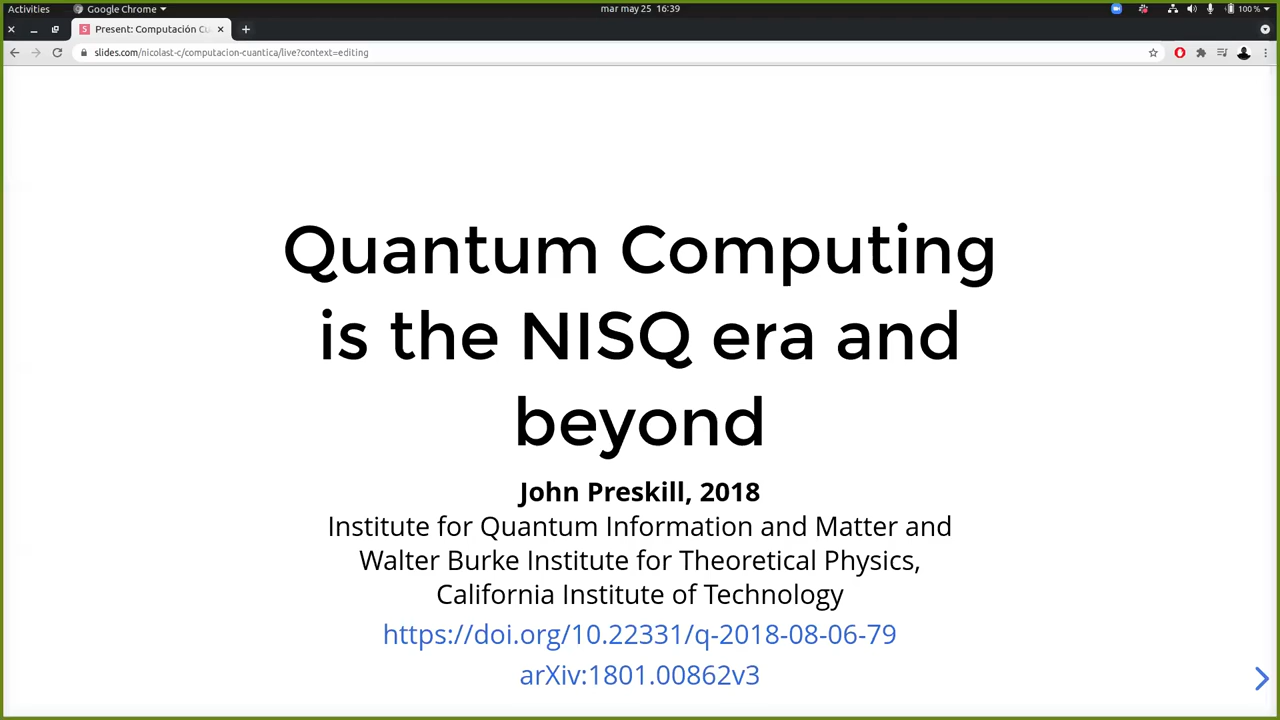 Activities
Google Chrome
mar may 25 16:39
100 %
Present: Computación Cu
slides.com/nicolast-c/computacion-cuantica/live?context=editing
Quantum Computing
is the NISQ era and
beyond
John Preskill, 2018
Institute for Quantum Information and Matter and
Walter Burke Institute for Theoretical Physics,
California Institute of Technology
https://doi.org/10.22331/q-2018-08-06-79
arXiv:1801.00862v3